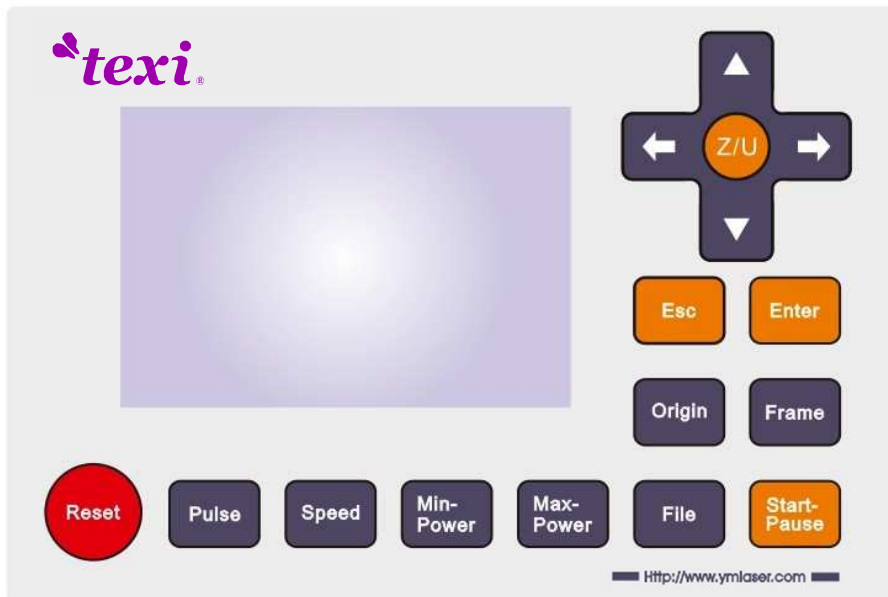 texi ®
Z/U
Esc
Enter
Origin
Frame
Reset
Pulse
Speed
Min-
Power
Max-
Power
File
Start-
Pause
Http://www.ymlaser.com